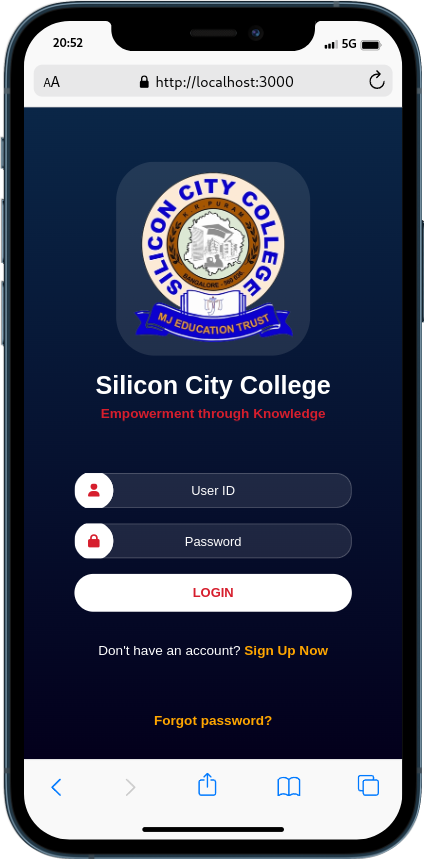 20:52
5G
AA
http://localhost:3000
SILICON CITY COLLEGE
K.R.PURAM
BANGALORE - 560 036
MJ EDUCATION TRUST
Silicon City College
Empowerment through Knowledge
User ID
Password
LOGIN
Don't have an account? Sign Up Now
Forgot password?